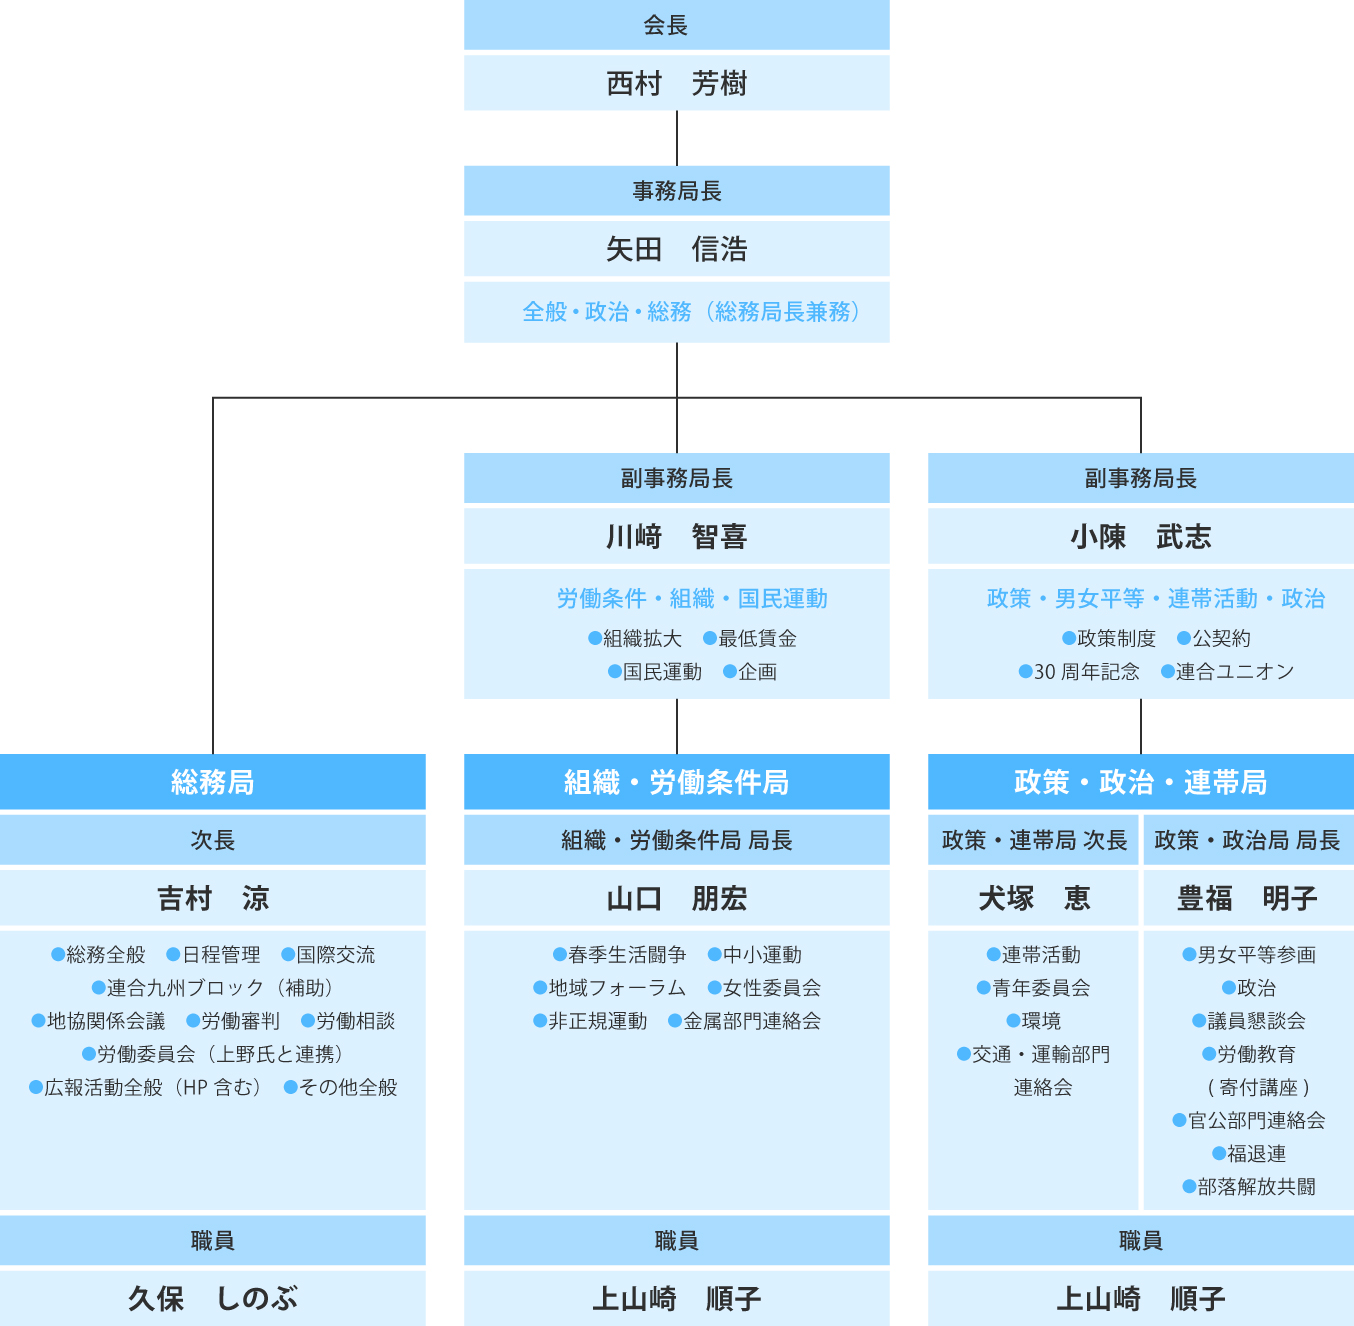 会長
西村　芳樹
事務局長
矢田　信浩
全般・政治・総務（総務局長兼務）
副事務局長
川﨑　智喜
労働条件・組織・国民運動
●組織拡大　●最低賃金
●国民運動　●企画
副事務局長
小陳　武志
政策・男女平等・連帯活動・政治
●政策制度　●公契約
●30 周年記念　●連合ユニオン
総務局
次長
吉村　涼
●総務全般　●日程管理　●国際交流
●連合九州ブロック（補助）
●地協関係会議　●労働審判　●労働相談
●労働委員会（上野氏と連携）
●広報活動全般（HP 含む）　●その他全般
職員
久保　しのぶ
組織・労働条件局
組織・労働条件局 局長
山口　朋宏
●春季生活闘争　●中小運動
●地域フォーラム　●女性委員会
●非正規運動　●金属部門連絡会
職員
上山崎　順子
政策・政治・連帯局
政策・連帯局 次長
犬塚　恵
●連帯活動
●青年委員会
●環境
●交通・運輸部門
連絡会
政策・政治局 局長
豊福　明子
●男女平等参画
●政治
●議員懇談会
●労働教育
( 寄付講座 )
●官公部門連絡会
●福退連
●部落解放共闘
職員
上山崎　順子